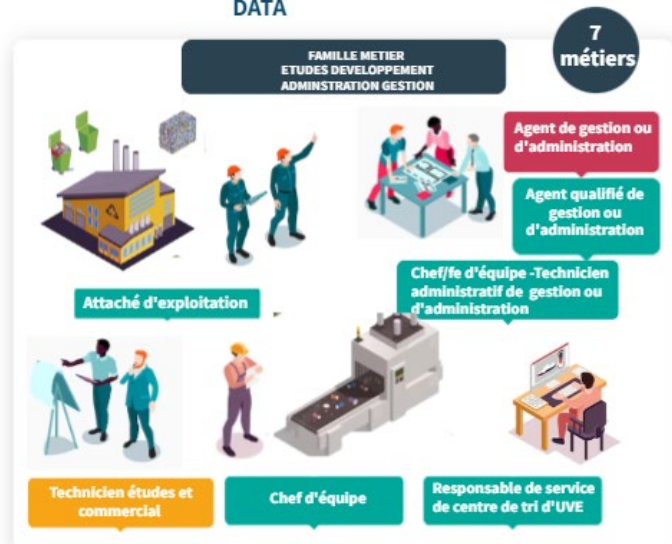 DATA
7
métiers
FAMILLE METIER
ETUDES DEVELOPPEMENT
ADMINSTRATION GESTION
Agent de gestion ou
d'administration
Agent qualifié de
gestion ou
d'administration
Chef/fe d'équipe -Technicien
administratif de gestion ou
d'administration
Attaché d'exploitation
Technicien études et
commercial
Chef d'équipe
Responsable de service
de centre de tri d'UVE